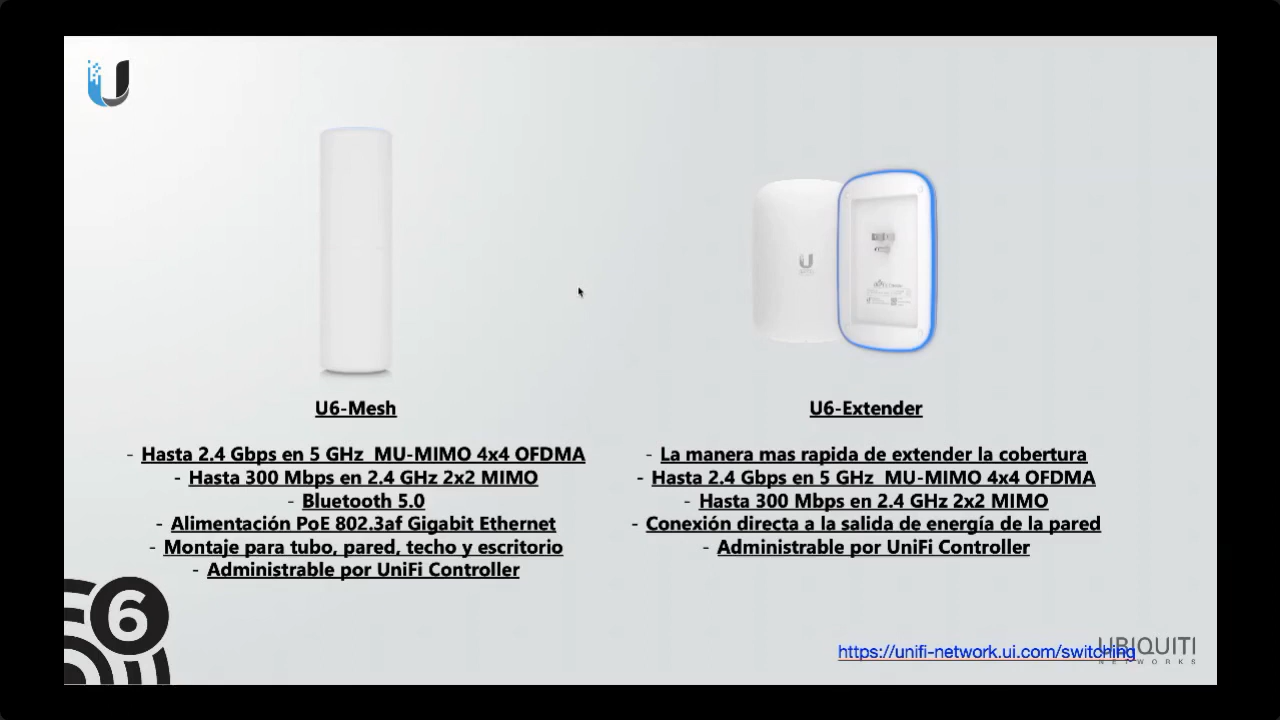 U6-Mesh
- Hasta 2.4 Gbps en 5 GHz  MU-MIMO 4x4 OFDMA
- Hasta 300 Mbps en 2.4 GHz 2x2 MIMO
- Bluetooth 5.0
- Alimentación PoE 802.3af Gigabit Ethernet
- Montaje para tubo, pared, techo y escritorio
- Administrable por UniFi Controller
U6-Extender
- La manera mas rapida de extender la cobertura
- Hasta 2.4 Gbps en 5 GHz  MU-MIMO 4x4 OFDMA
- Hasta 300 Mbps en 2.4 GHz 2x2 MIMO
- Conexión directa a la salida de energía de la pared
- Administrable por UniFi Controller
6
https://unifi-network.ui.com/switching
UBIQUITI
NETWORKS